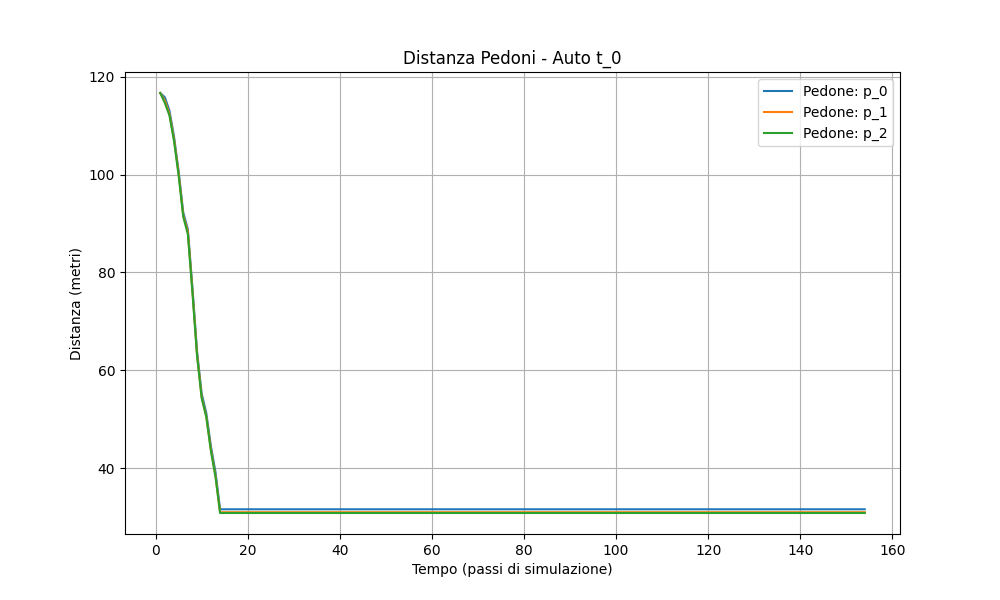 Distanza Pedoni - Auto t_0
Pedone: p_0
Pedone: p_1
Pedone: p_2
Distanza (metri)
120
100
80
60
40
0 20 40 60 80 100 120 140 160
Tempo (passi di simulazione)